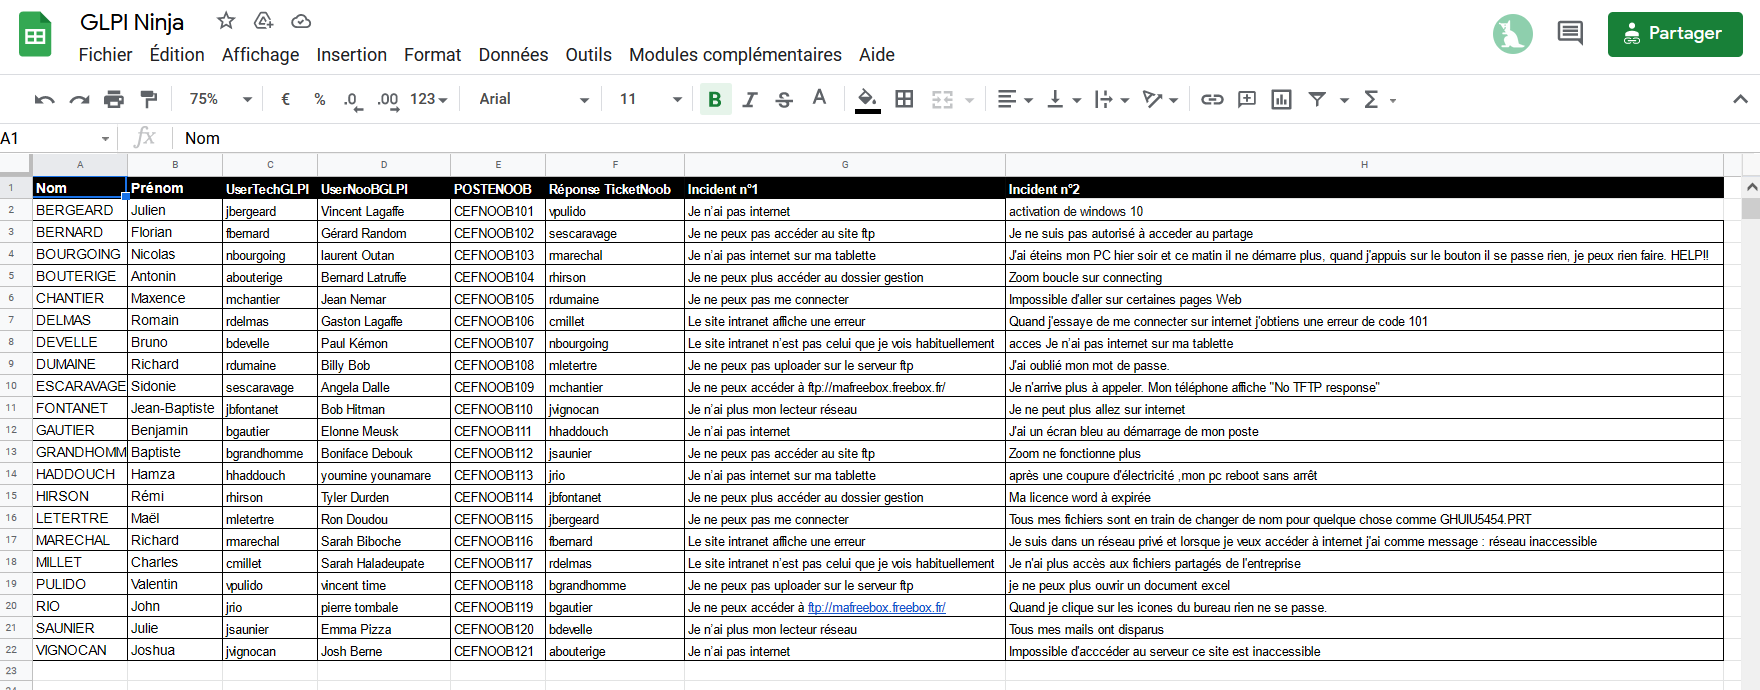 GLPI Ninja
Fichier Édition Affichage Insertion Format Données Outils Modules complémentaires Aide
Partager
75% € % .0 .00 123 Arial 11 B I S A
A1 fx Nom
A B C D E F G H
1 Nom Prénom UserTechGLPI UserNooBGLPI POSTENOOB Réponse TicketNoob Incident n°1 Incident n°2
2 BERGEARD Julien jbergeard Vincent Lagaffe CEFNOOB101 vpulido Je n'ai pas internet activation de windows 10
3 BERNARD Florian fbernard Gérard Random CEFNOOB102 sescaravage Je ne peux pas accéder au site ftp Je ne suis pas autorisé à acceder au partage
4 BOURGOING Nicolas nbourgoing laurent Outan CEFNOOB103 rmarechal Je n'ai pas internet sur ma tablette J'ai éteins mon PC hier soir et ce matin il ne démarre plus, quand j'appuis sur le bouton il se passe rien, je peux rien faire. HELP!!
5 BOUTERIGE Antonin abouterige Bernard Latruffe CEFNOOB104 rhirson Je ne peux plus accéder au dossier gestion Zoom boucle sur connecting
6 CHANTIER Maxence mchantier Jean Nemar CEFNOOB105 rdumaine Je ne peux pas me connecter Impossible d'aller sur certaines pages Web
7 DELMAS Romain rdelmas Gaston Lagaffe CEFNOOB106 cmillet Le site intranet affiche une erreur Quand j'essaye de me connecter sur internet j'obtiens une erreur de code 101
8 DEVELLE Bruno bdevelle Paul Kémon CEFNOOB107 nbourgoing Le site intranet n'est pas celui que je vois habituellement acces Je n'ai pas internet sur ma tablette
9 DUMAINE Richard rdumaine Billy Bob CEFNOOB108 mletertre Je ne peux pas uploader sur le serveur ftp J'ai oublié mon mot de passe.
10 ESCARAVAGE Sidonie sescaravage Angela Dalle CEFNOOB109 mchantier Je ne peux accéder à ftp://mafreebox.freebox.fr/ Je n'arrive plus à appeler. Mon téléphone affiche "No TFTP response"
11 FONTANET Jean-Baptiste jbfontanet Bob Hitman CEFNOOB110 jvignocan Je n'ai plus mon lecteur réseau Je ne peut plus allez sur internet
12 GAUTIER Benjamin bgautier Elonne Meusk CEFNOOB111 hhaddouch Je n'ai pas internet J'ai un écran bleu au démarrage de mon poste
13 GRANDHOMM Baptiste bgrandhomme Boniface Debouk CEFNOOB112 jsaunier Je ne peux pas accéder au site ftp Zoom ne fonctionne plus
14 HADDOUCH Hamza hhaddouch youmine younamare CEFNOOB113 jrio Je n'ai pas internet sur ma tablette après une coupure d'électricité ,mon pc reboot sans arrêt
15 HIRSON Rémi rhirson Tyler Durden CEFNOOB114 jbfontanet Je ne peux plus accéder au dossier gestion Ma licence word à expirée
16 LETERTRE Maël mletertre Ron Doudou CEFNOOB115 jbergeard Je ne peux pas me connecter Tous mes fichiers sont en train de changer de nom pour quelque chose comme GHUIU5454.PRT
17 MARECHAL Richard rmarechal Sarah Biboche CEFNOOB116 fbernard Le site intranet affiche une erreur Je suis dans un réseau privé et lorsque je veux accéder à internet j'ai comme message : réseau inaccessible
18 MILLET Charles cmillet Sarah Haladeupate CEFNOOB117 rdelmas Le site intranet n'est pas celui que je vois habituellement Je n'ai plus accès aux fichiers partagés de l'entreprise
19 PULIDO Valentin vpulido vincent time CEFNOOB118 bgrandhomme Je ne peux pas uploader sur le serveur ftp je ne peux plus ouvrir un document excel
20 RIO John jrio pierre tombale CEFNOOB119 bgautier Je ne peux accéder à ftp://mafreebox.freebox.fr/ Quand je clique sur les icones du bureau rien ne se passe.
21 SAUNIER Julie jsaunier Emma Pizza CEFNOOB120 bdevelle Je n'ai plus mon lecteur réseau Tous mes mails ont disparus
22 VIGNOCAN Joshua jvignocan Josh Berne CEFNOOB121 abouterige Je n'ai pas internet Impossible d'acccéder au serveur ce site est inaccessible
23